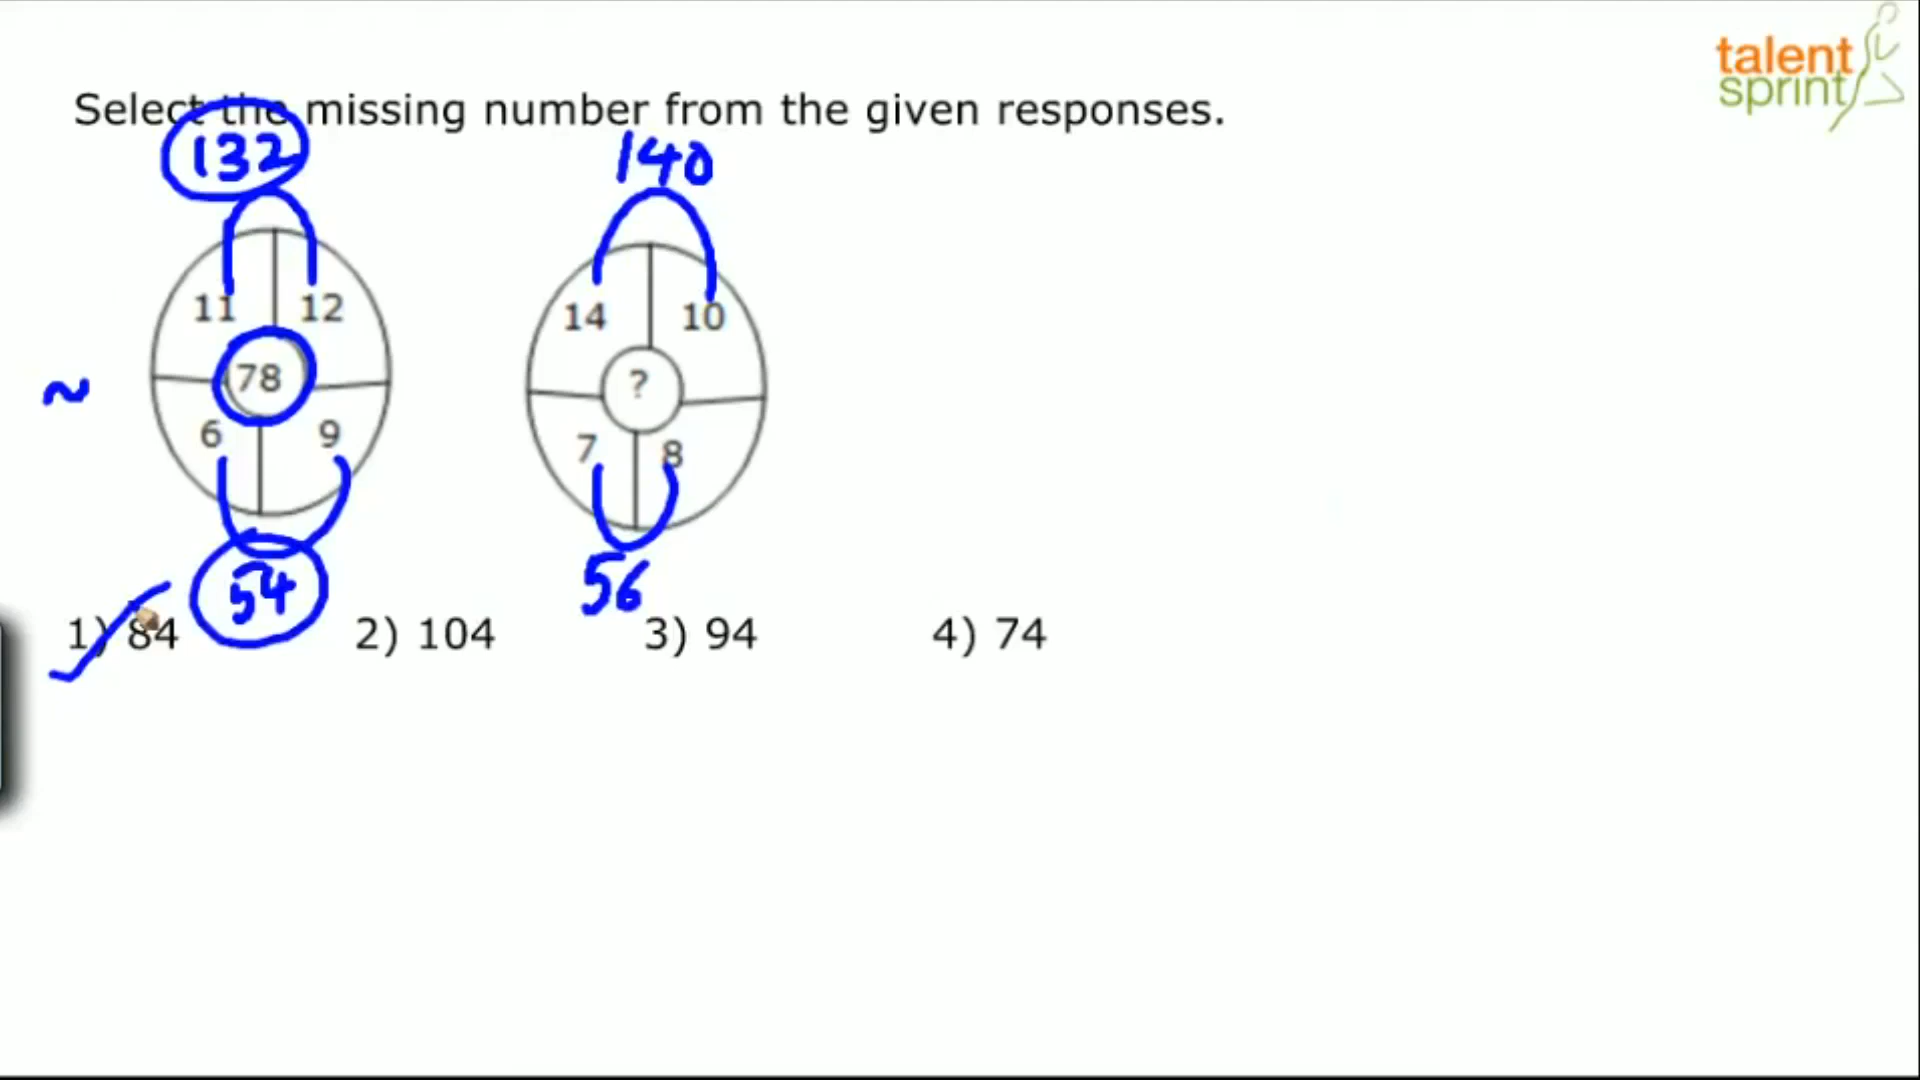 talent
sprint
Select the missing number from the given responses.
132
140
11 12
14 10
78
?
6 9
7 8
54
56
1) 84 2) 104 3) 94 4) 74